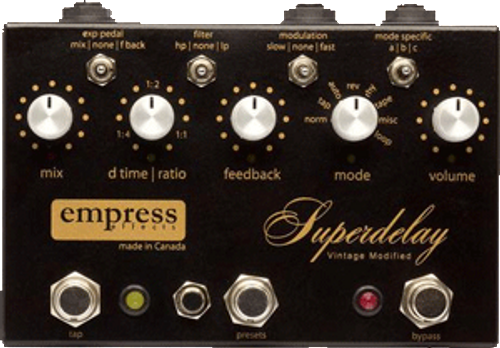 exp pedal
mix | none | f back
filter
hp | none | lp
modulation
slow | none | fast
mode specific
a | b | c
1:2
1:4
1:1
auto
rev
tap
tape
norm
misc
loop
mix
d time | ratio
feedback
mode
volume
empress
effects
made in Canada
Superdelay
Vintage Modified
tap
presets
bypass